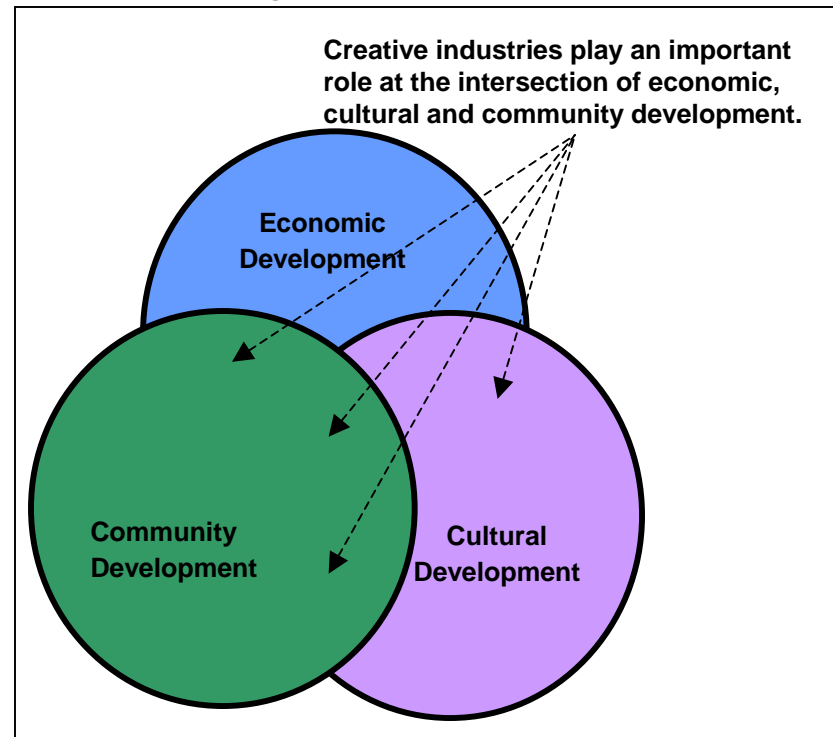 Creative industries play an important
role at the intersection of economic,
cultural and community development.
Economic
Development
Community
Development
Cultural
Development